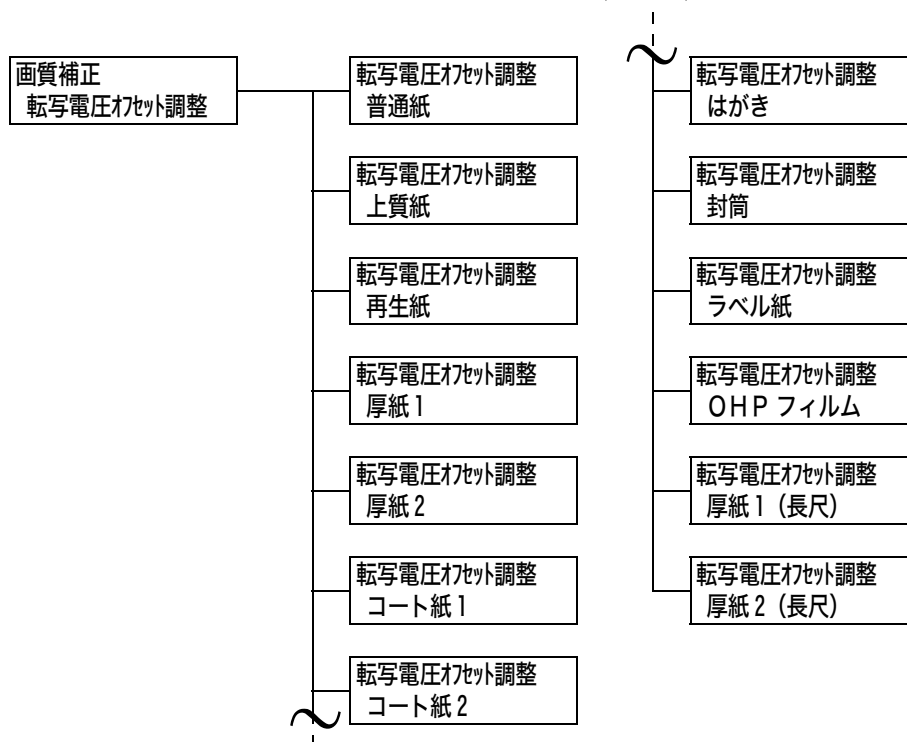 画質補正
転写電圧ｵﾌｾｯﾄ調整
転写電圧ｵﾌｾｯﾄ調整
普通紙
転写電圧ｵﾌｾｯﾄ調整
上質紙
転写電圧ｵﾌｾｯﾄ調整
再生紙
転写電圧ｵﾌｾｯﾄ調整
厚紙1
転写電圧ｵﾌｾｯﾄ調整
厚紙2
転写電圧ｵﾌｾｯﾄ調整
コート紙1
転写電圧ｵﾌｾｯﾄ調整
コート紙2
転写電圧ｵﾌｾｯﾄ調整
はがき
転写電圧ｵﾌｾｯﾄ調整
封筒
転写電圧ｵﾌｾｯﾄ調整
ラベル紙
転写電圧ｵﾌｾｯﾄ調整
ＯＨＰ フィルム
転写電圧ｵﾌｾｯﾄ調整
厚紙1（長尺）
転写電圧ｵﾌｾｯﾄ調整
厚紙2（長尺）